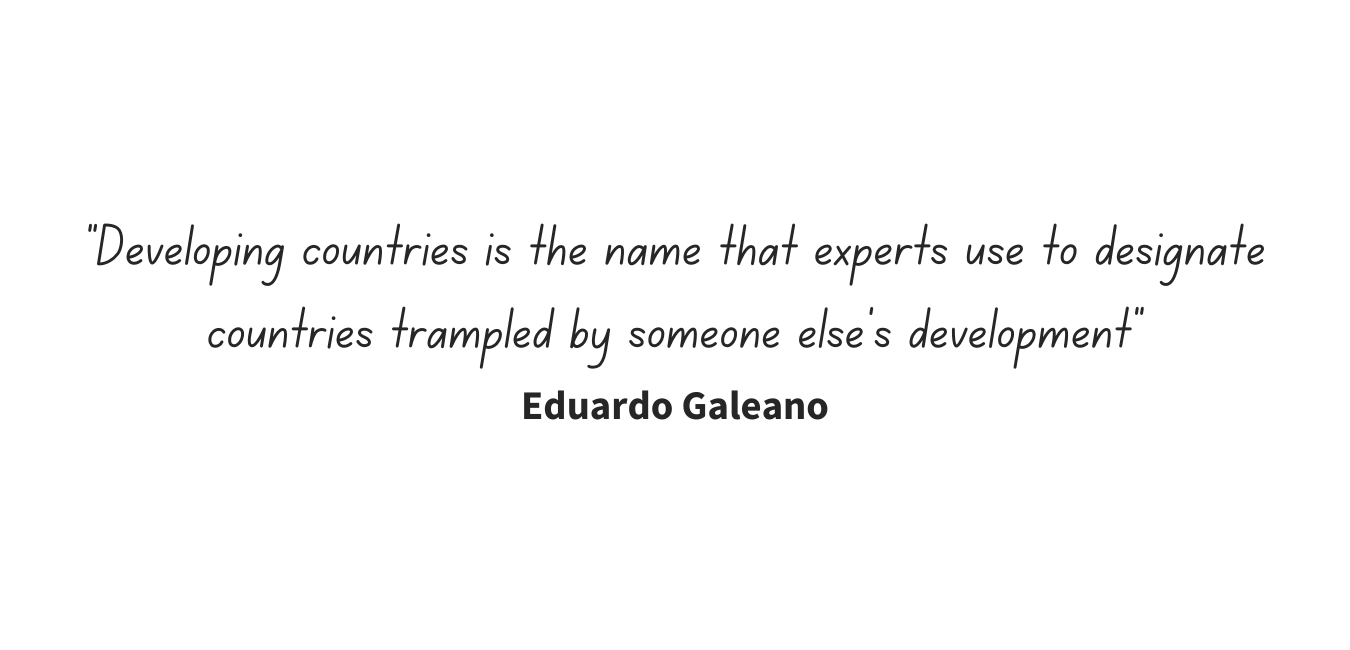 "Developing countries is the name that experts use to designate
countries trampled by someone else's development"
Eduardo Galeano